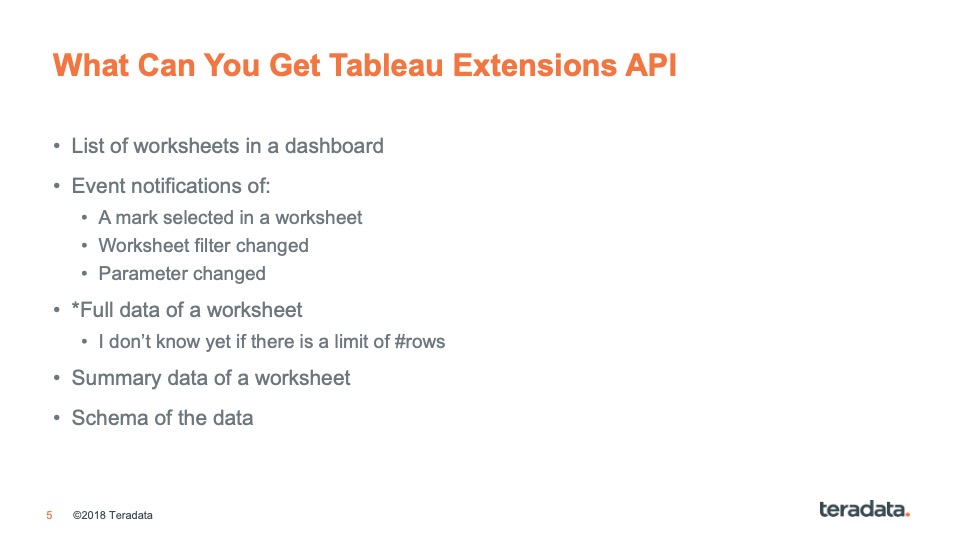 What Can You Get Tableau Extensions API
• List of worksheets in a dashboard
• Event notifications of:
• A mark selected in a worksheet
• Worksheet filter changed
• Parameter changed
• *Full data of a worksheet
• I don’t know yet if there is a limit of #rows
• Summary data of a worksheet
• Schema of the data
5 ©2018 Teradata
teradata.